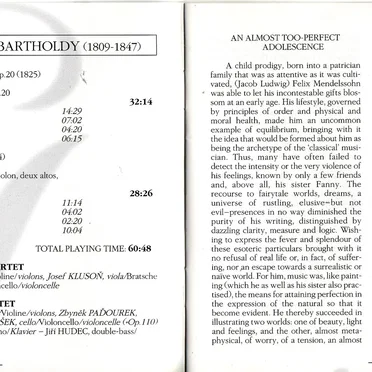 BARTHOLDY (1809-1847)
p.20 (1825)
.20
32:14
14:29
07:02
04:20
06:15
4)
olon, deux altos,
28:26
11:14
04:02
02:20
10:04
TOTAL PLAYING TIME: 60:48
RTET
oline/violons, Josef KLUSOŇ, viola/Bratsche
ncello/violoncelle
TET
/Violine/violons, Zbyněk PAĎOUREK,
ŠEK, cello/Violoncello/violoncelle (-Op.110)
no/Klavier – Jiří HUDEC, double-bass/
AN ALMOST TOO-PERFECT
ADOLESCENCE
A child prodigy, born into a patrician
family that was as attentive as it was culti-
vated, (Jacob Ludwig) Felix Mendelssohn
was able to let his incontestable gifts blos-
som at an early age. His lifestyle, governed
by principles of order and physical and
moral health, made him an uncommon
example of equilibrium, bringing with it
the idea that would be formed about him as
being the archetype of the 'classical' musi-
cian. Thus, many have often failed to
detect the intensity or the very violence of
his feelings, known by only a few friends
and, above all, his sister Fanny. The
recourse to fairytale worlds, dreams, a
universe of rustling, elusive–but not
evil–presences in no way diminished the
purity of his writing, distinguished by
dazzling clarity, measure and logic. Wish-
ing to express the fever and splendour of
these esoteric particulars brought with it
no refusal of real life or, in fact, of suffer-
ing, nor an escape towards a surrealistic or
naïve world. For him, music was, like paint-
ing (which he as well as his sister also prac-
tised), the means for attaining perfection in
the expression of the natural so that it
become evident. He thereby succeeded in
illustrating two worlds: one of beauty, light
and feelings, and the other, almost meta-
physical, of worry, of a tension, an almost